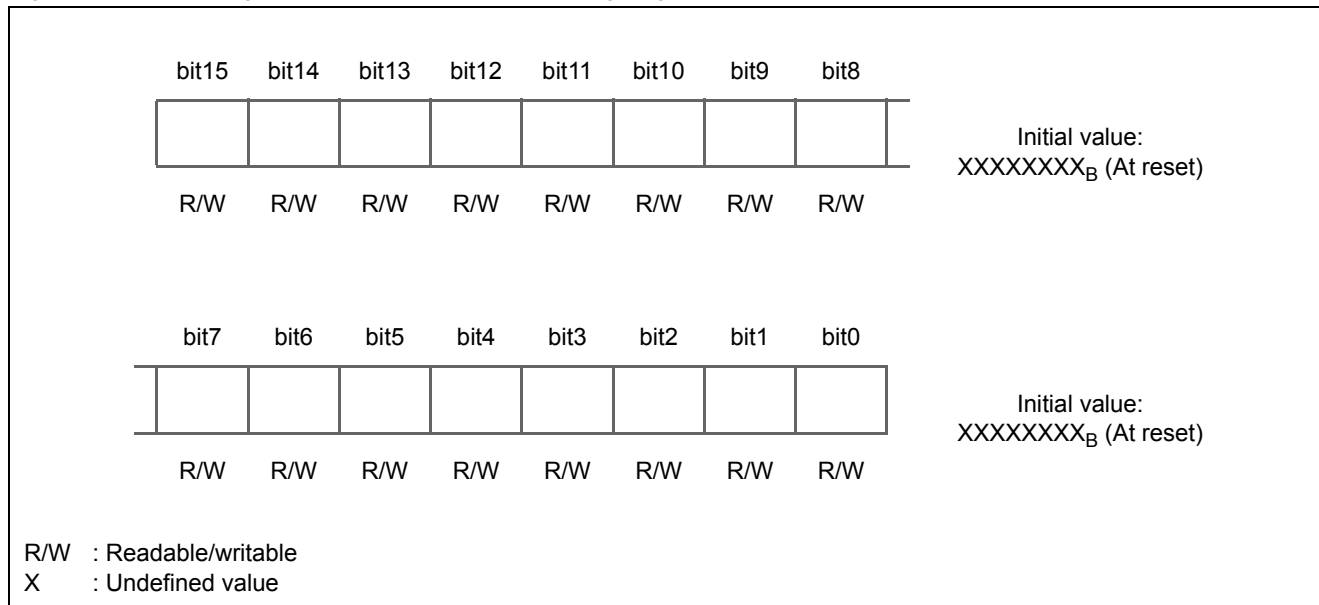 bit15 bit14 bit13 bit12 bit11 bit10 bit9 bit8
Initial value:
XXXXXXXXB (At reset)
R/W R/W R/W R/W R/W R/W R/W R/W
bit7 bit6 bit5 bit4 bit3 bit2 bit1 bit0
Initial value:
XXXXXXXXB (At reset)
R/W R/W R/W R/W R/W R/W R/W R/W
R/W : Readable/writable
X : Undefined value